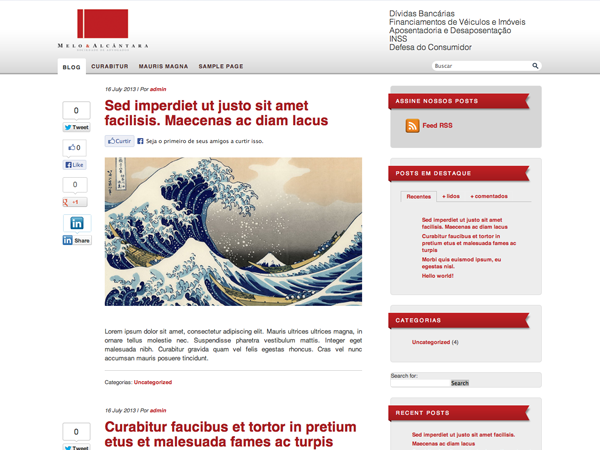 MELO & ALCÂNTARA
Dívidas Bancárias
Financiamentos de Véiculos e Imóveis
Aposentadoria e Desaposentação
INSS
Defesa do Consumidor
BLOG
CURABITUR
MAURIS MAGNA
SAMPLE PAGE
Buscar
16 July 2013 | Por admin
Sed imperdiet ut justo sit amet
facilisis. Maecenas ac diam lacus
Curtir
Seja o primeiro de seus amigos a curtir isso.
0
Tweet
0
Like
0
+1
in
in Share
Lorem ipsum dolor sit amet, consectetur adipiscing elit. Mauris ultrices ultrices magna, in
ornare tellus molestie nec. Suspendisse pharetra vestibulum mattis. Integer eget
malesuada nibh. Curabitur gravida quam vel felis egestas rhoncus. Cras vel nunc
accumsan mauris posuere tincidunt.
Categorias: Uncategorized
16 July 2013 | Por admin
Curabitur faucibus et tortor in pretium
etus et malesuada fames ac turpis
0
Tweet
ASSINE NOSSOS POSTS
Feed RSS
POSTS EM DESTAQUE
Recentes
+ lidos
+ comentados
Sed imperdiet ut justo sit amet
facilisis. Maecenas ac diam lacus
Curabitur faucibus et tortor in
pretium etus et malesuada fames ac
turpis
Morbi quis euismod ipsum, eu
egestas nisi.
Hello world!
CATEGORIAS
Uncategorized (4)
Search for:
Search
RECENT POSTS
Sed imperdiet ut justo sit amet facilisis.
Maecenas ac diam lacus